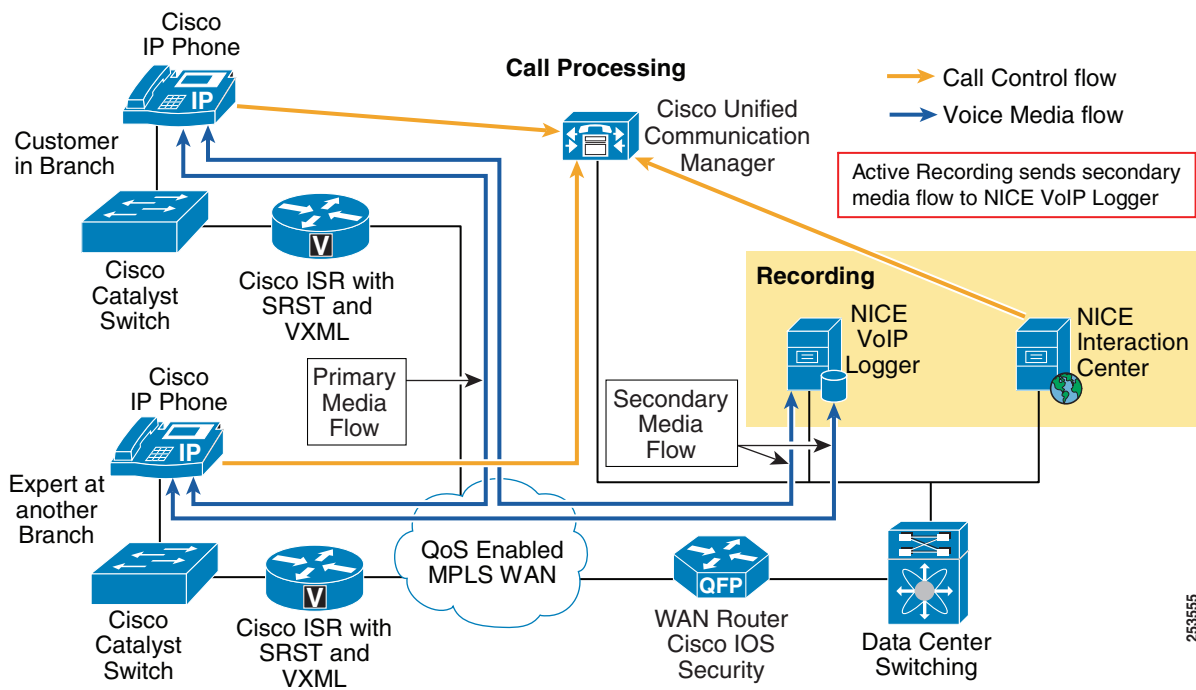 Cisco
IP Phone
IP
Customer
in Branch
Cisco
Catalyst
Switch
V
Cisco ISR with
SRST and
VXML
Call Processing
Cisco Unified
Communication
Manager
Call Control flow
Voice Media flow
Active Recording sends secondary
media flow to NICE VoIP Logger
Recording
NICE
VoIP
Logger
NICE
Interaction
Center
Primary
Media
Flow
Secondary
Media
Flow
Cisco
IP Phone
IP
Expert at
another
Branch
Cisco
Catalyst
Switch
V
Cisco ISR with
SRST and
VXML
QoS Enabled
MPLS WAN
QFP
WAN Router
Cisco IOS
Security
Data Center
Switching
253555